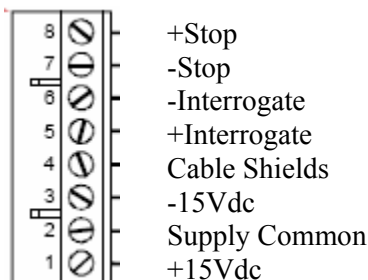 8 +Stop
7 -Stop
6 -Interrogate
5 +Interrogate
4 Cable Shields
3 -15Vdc
2 Supply Common
1 +15Vdc